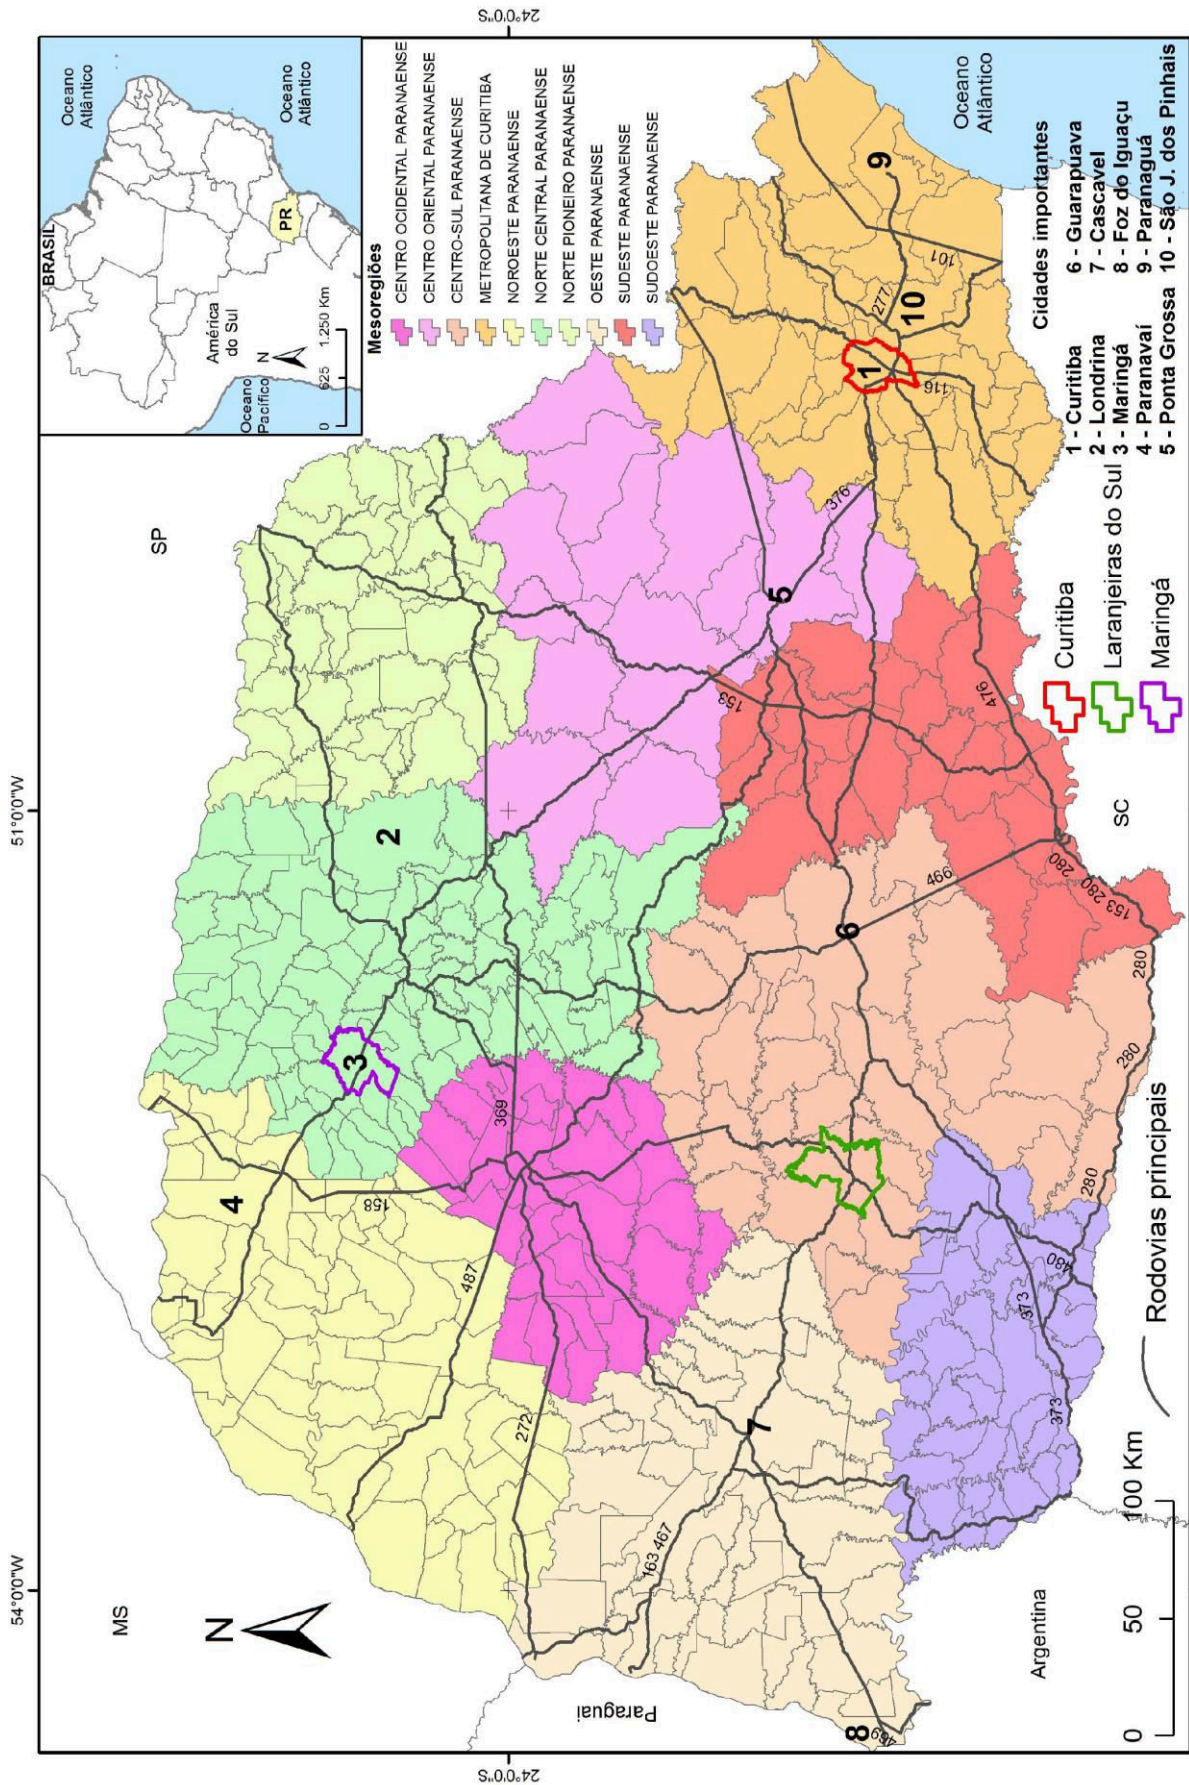 54°0'0"W
51°0'0"W
24°0'0"S
24°0'0"S
MS
N
SP
SC
Paraguai
Argentina
Oceano
Atlântico
BRASIL
Oceano
Atlântico
América
do Sul
N
PR
Oceano
Pacífico
Oceano
Atlântico
0 625 1.250 Km
Mesoregiões
CENTRO OCIDENTAL PARANAENSE
CENTRO ORIENTAL PARANAENSE
CENTRO-SUL PARANAENSE
METROPOLITANA DE CURITIBA
NOROESTE PARANAENSE
NORTE CENTRAL PARANAENSE
NORTE PIONEIRO PARANAENSE
OESTE PARANAENSE
SUDESTE PARANAENSE
SUDOESTE PARANAENSE
4
158
3
2
487
369
272
163 467
7
8
469
6
466
5
153
376
1
116
277
10
9
101
476
280
153 280
280
280
280
480
373
373
Cidades importantes
1 - Curitiba
2 - Londrina
3 - Maringá
4 - Paranavaí
5 - Ponta Grossa
6 - Guarapuava
7 - Cascavel
8 - Foz do Iguaçu
9 - Paranaguá
10 - São J. dos Pinhais
Curitiba
Laranjeiras do Sul
Maringá
Rodovias principais
0 50 100 Km